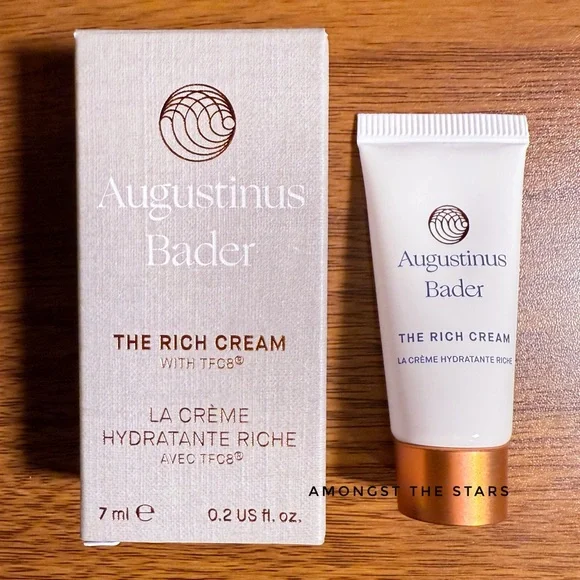 Augustinus
Bader
THE RICH CREAM
WITH TFC8®
LA CRÈME
HYDRATANTE RICHE
AVEC TFC8®
7 ml ℮
0.2 US fl. oz.
Augustinus
Bader
THE RICH CREAM
LA CRÈME HYDRATANTE RICHE
AMONGST THE STARS